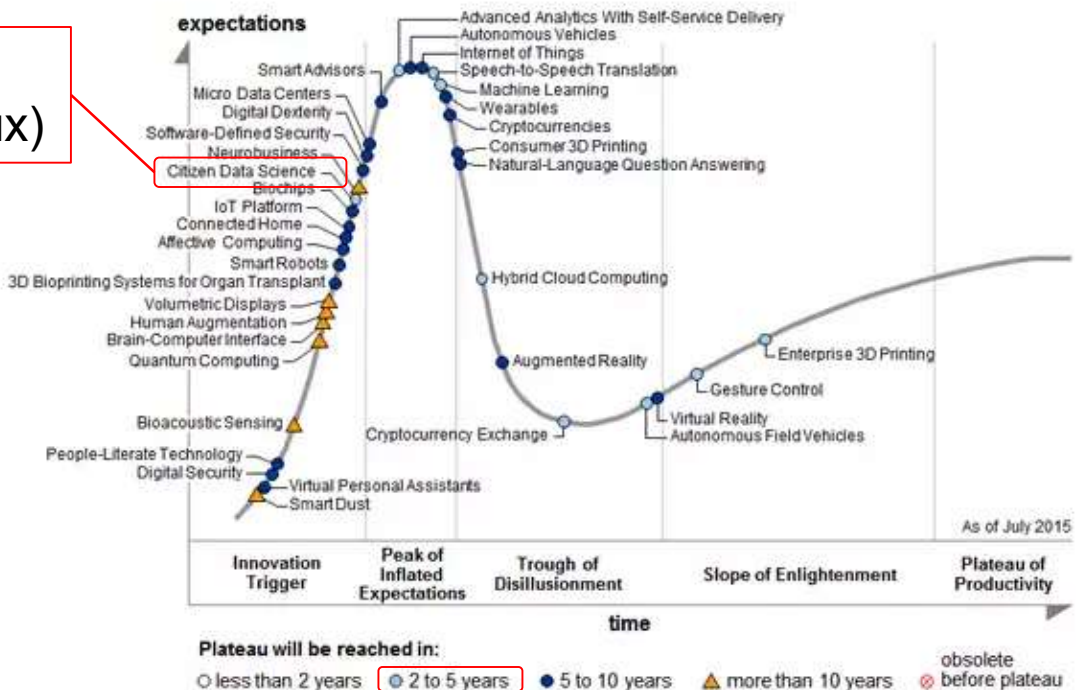 expectations
ux)
Advanced Analytics With Self-Service Delivery
Autonomous Vehicles
Internet of Things
Speech-to-Speech Translation
Machine Learning
Wearables
Cryptocurrencies
Consumer 3D Printing
Natural-Language Question Answering
Smart Advisors
Micro Data Centers
Digital Dexterity
Software-Defined Security
Neurobusiness
Citizen Data Science
Biochips
IoT Platform
Connected Home
Affective Computing
Smart Robots
3D Bioprinting Systems for Organ Transplant
Volumetric Displays
Human Augmentation
Brain-Computer Interface
Quantum Computing
Bioacoustic Sensing
People-Literate Technology
Digital Security
Virtual Personal Assistants
Smart Dust
Hybrid Cloud Computing
Augmented Reality
Cryptocurrency Exchange
Enterprise 3D Printing
Gesture Control
Virtual Reality
Autonomous Field Vehicles
As of July 2015
Innovation
Trigger
Peak of
Inflated
Expectations
Trough of
Disillusionment
Slope of Enlightenment
Plateau of
Productivity
time
Plateau will be reached in:
less than 2 years
2 to 5 years
5 to 10 years
more than 10 years
obsolete
before plateau